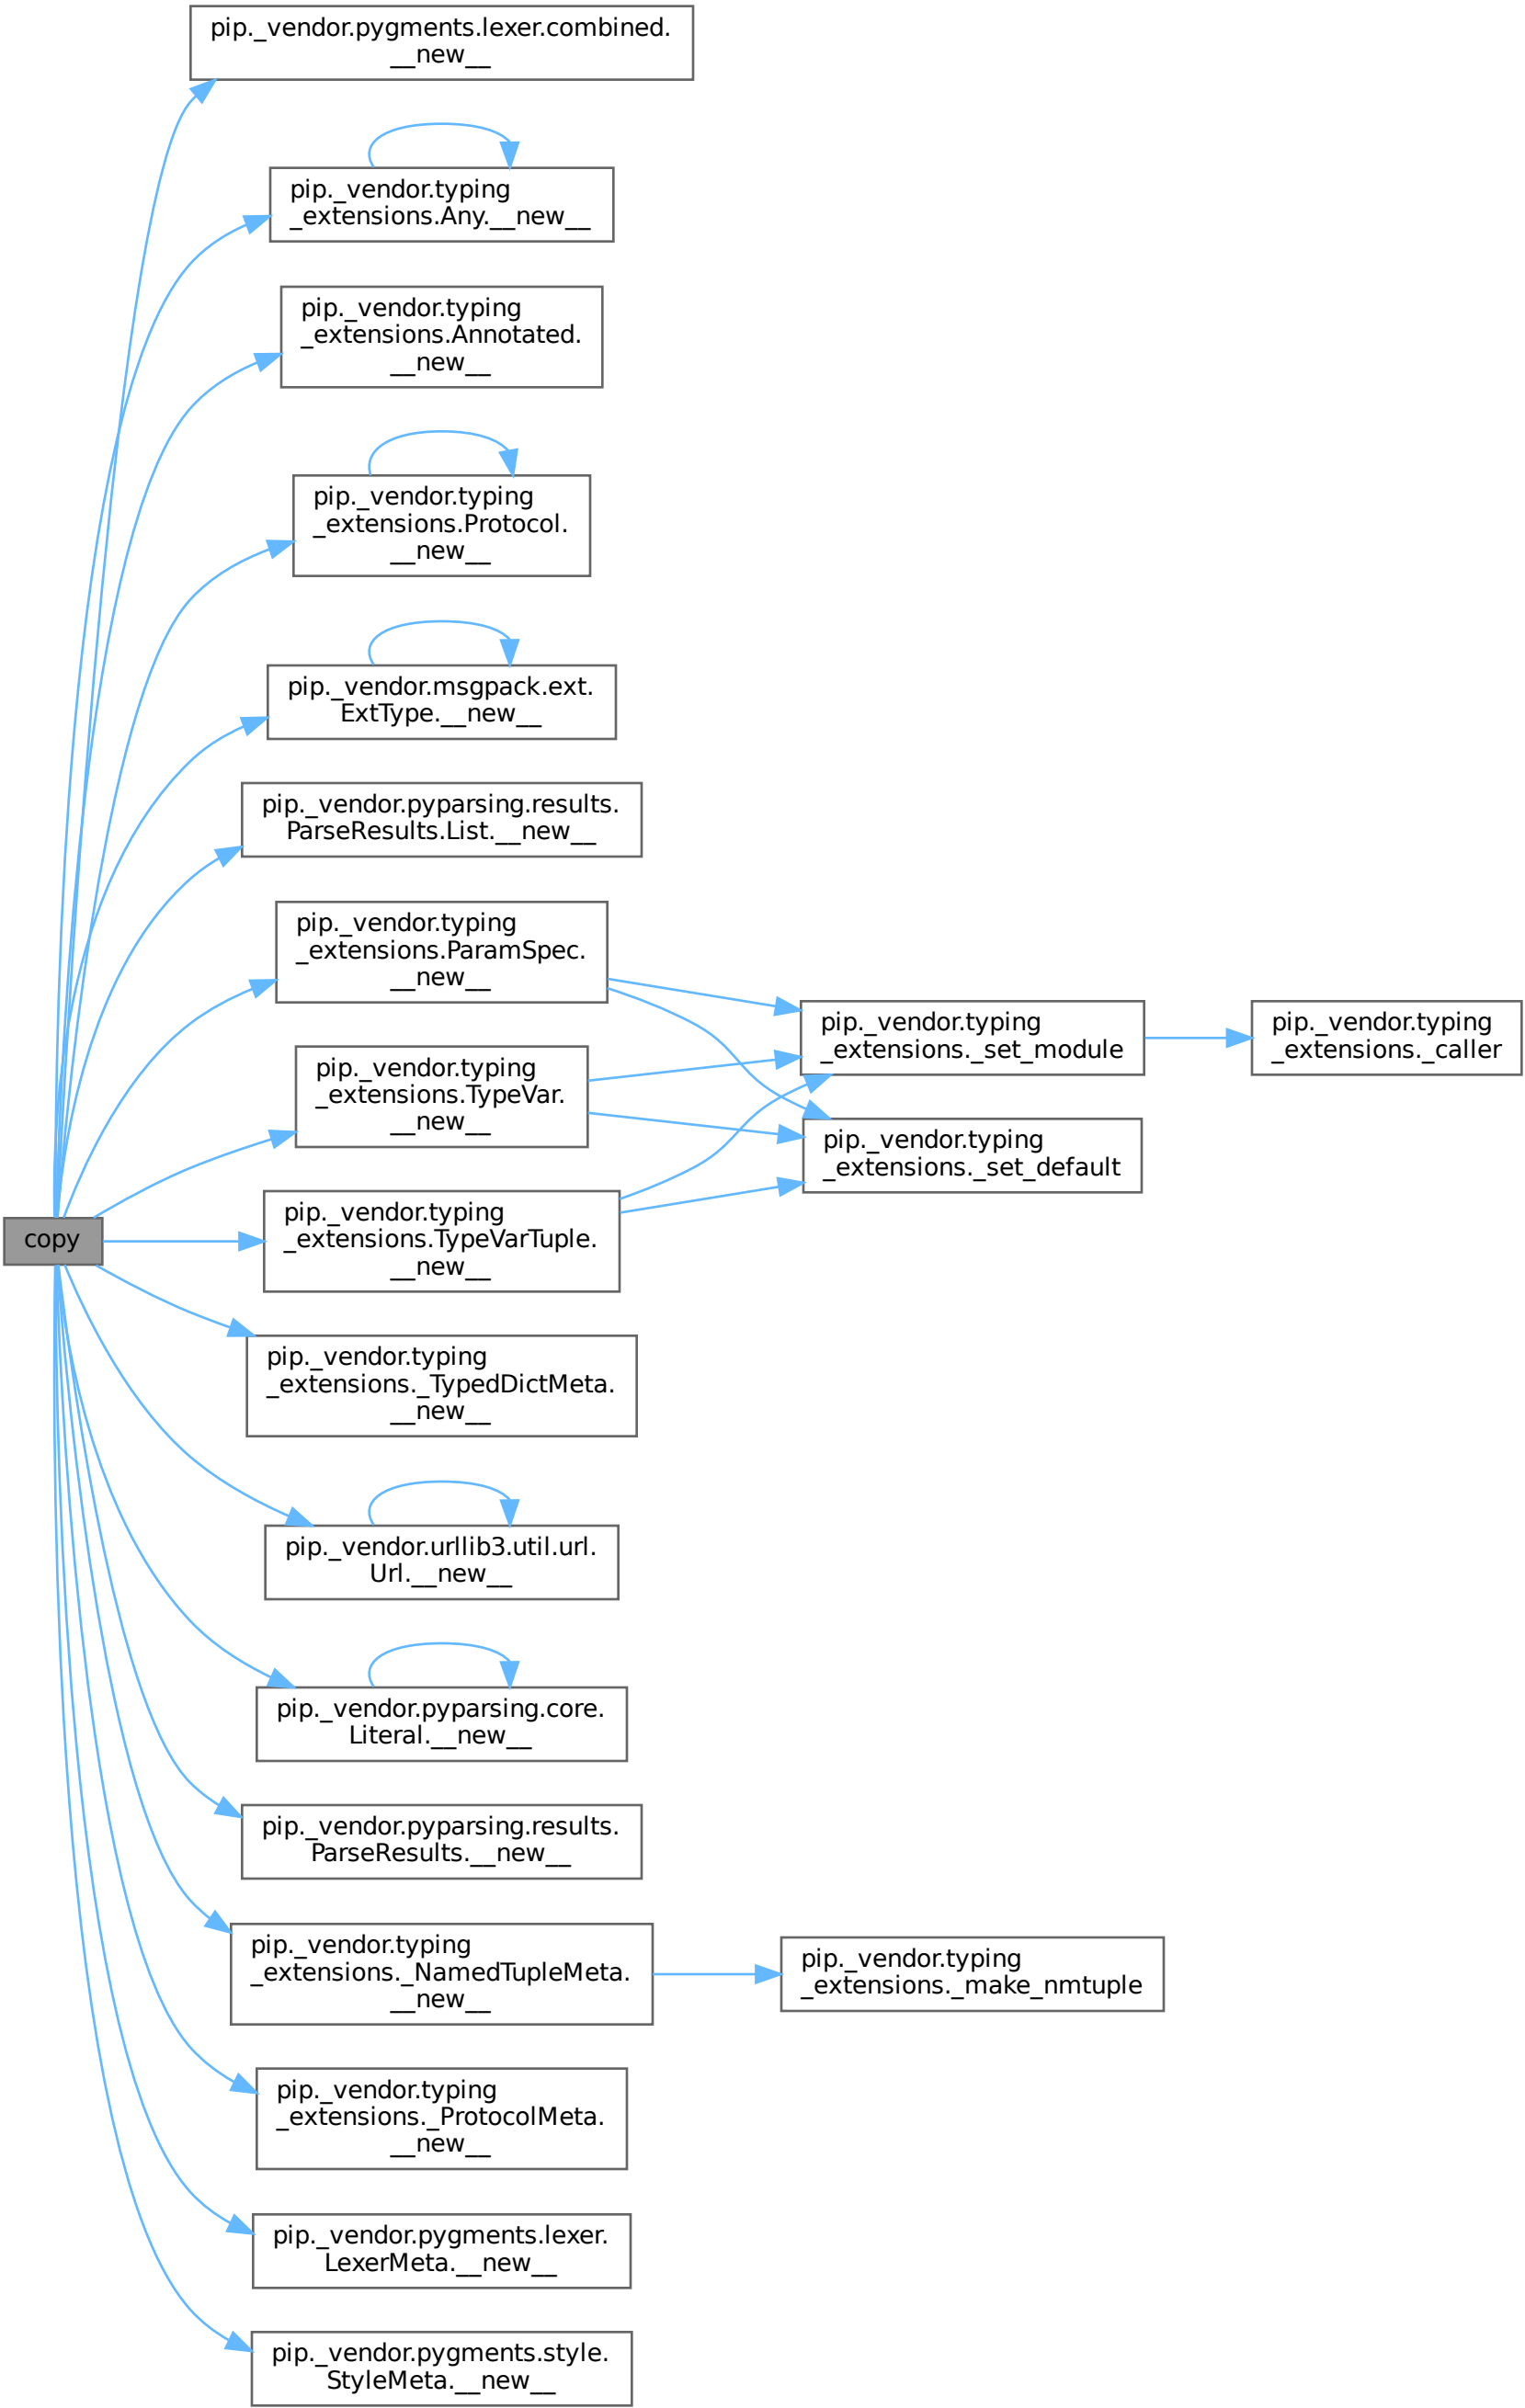 pip._vendor.pygments.lexer.combined.
__new__
pip._vendor.typing
_extensions.Any.__new__
pip._vendor.typing
_extensions.Annotated.
__new__
pip._vendor.typing
_extensions.Protocol.
__new__
pip._vendor.msgpack.ext.
ExtType.__new__
pip._vendor.pyparsing.results.
ParseResults.List.__new__
pip._vendor.typing
_extensions.ParamSpec.
__new__
pip._vendor.typing
_extensions._set_module
pip._vendor.typing
_extensions._caller
pip._vendor.typing
_extensions.TypeVar.
__new__
pip._vendor.typing
_extensions._set_default
copy
pip._vendor.typing
_extensions.TypeVarTuple.
__new__
pip._vendor.typing
_extensions._TypedDictMeta.
__new__
pip._vendor.urllib3.util.url.
Url.__new__
pip._vendor.pyparsing.core.
Literal.__new__
pip._vendor.pyparsing.results.
ParseResults.__new__
pip._vendor.typing
_extensions._NamedTupleMeta.
__new__
pip._vendor.typing
_extensions._make_nmtuple
pip._vendor.typing
_extensions._ProtocolMeta.
__new__
pip._vendor.pygments.lexer.
LexerMeta.__new__
pip._vendor.pygments.style.
StyleMeta.__new__